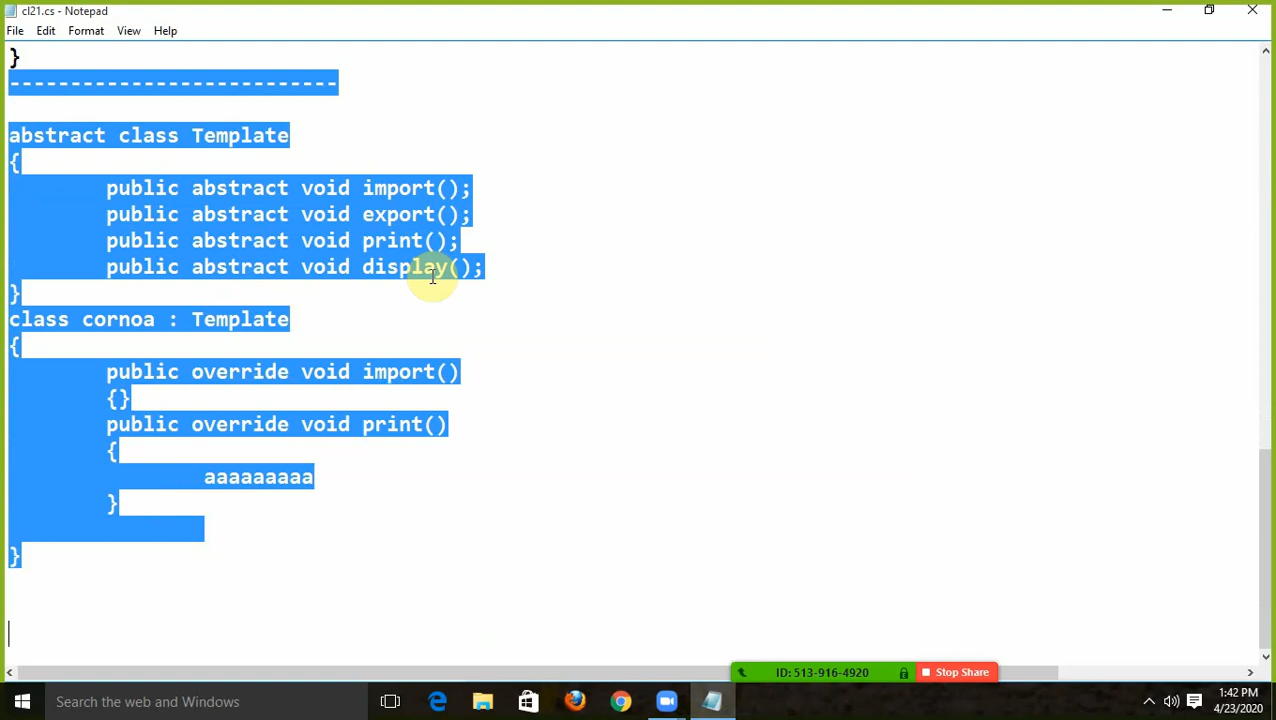 cl21.cs - Notepad
File Edit Format View Help
}
---------------------------
abstract class Template
{
public abstract void import();
public abstract void export();
public abstract void print();
public abstract void display();
}
class cornoa : Template
{
public override void import()
{}
public override void print()
{
aaaaaaaaa
}
}
ID: 513-916-4920 Stop Share
Search the web and Windows
1:42 PM
4/23/2020